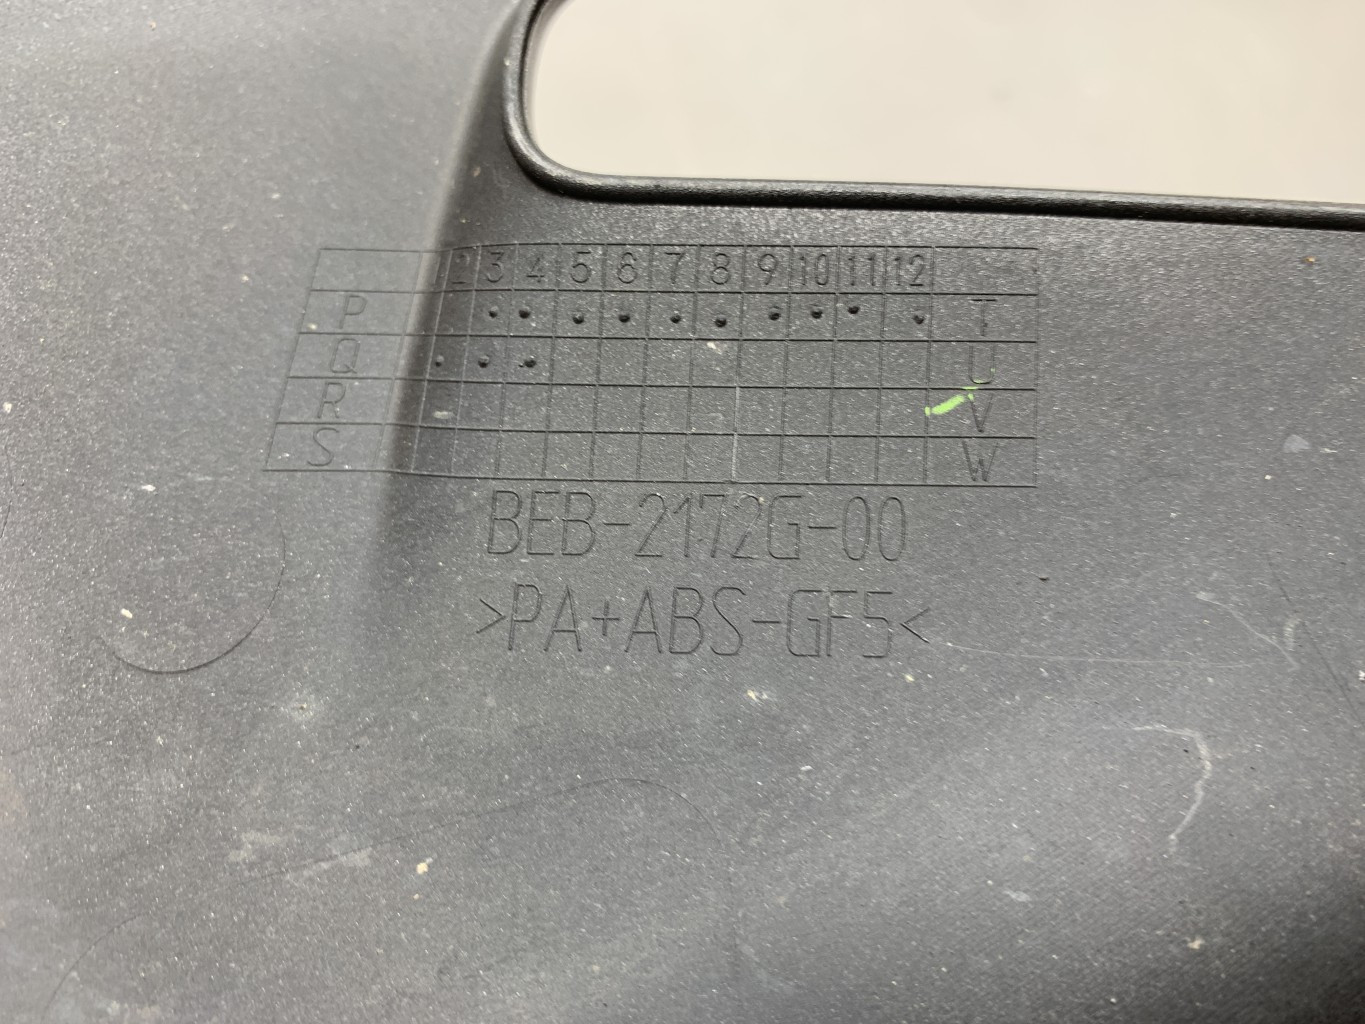 1 2 3 4 5 6 7 8 9 10 11 12
P T
Q U
R V
S W
BEB-2172G-00
>PA+ABS-GF5<